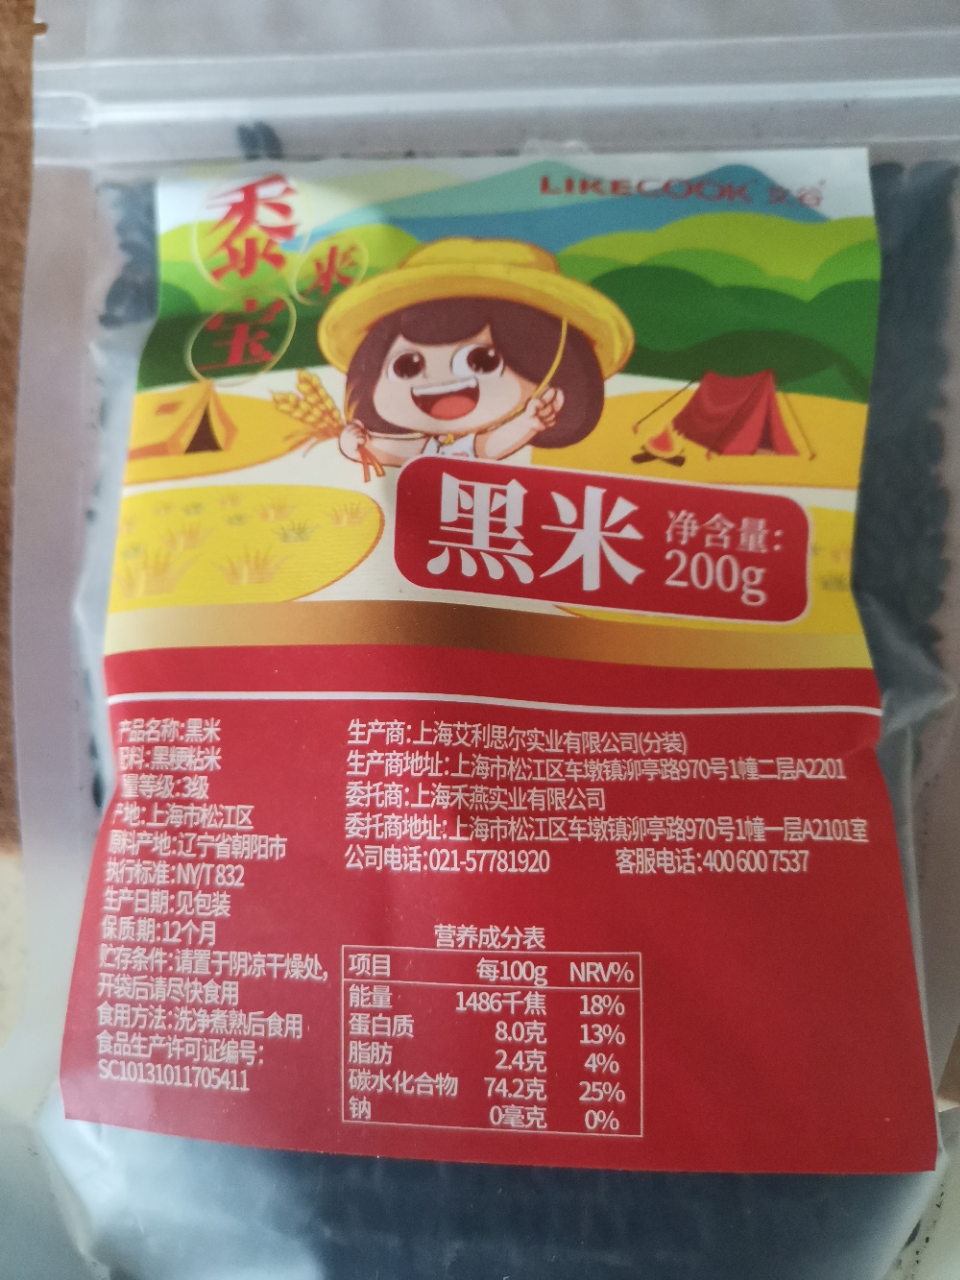 LIKECOOK
黍
米
宝
黑米
净含量:
200g
产品名称:黑米
料:黑粳粘米
量等级:3级
产地:上海市松江区
原料产地:辽宁省朝阳市
执行标准:NY/T 832
生产日期:见包装
保质期:12个月
贮存条件:请置于阴凉干燥处,
开袋后请尽快食用
食用方法:洗净煮熟后食用
食品生产许可证编号:
SC10131011705411
生产商:上海艾利思尔实业有限公司(分装)
生产商地址:上海市松江区车墩镇泖亭路970号1幢二层A2201
委托商:上海禾燕实业有限公司
委托商地址:上海市松江区车墩镇泖亭路970号1幢一层A2101室
公司电话:021-57781920 客服电话:400 600 7537
营养成分表
项目 每100g NRV%
能量 1486千焦 18%
蛋白质 8.0克 13%
脂肪 2.4克 4%
碳水化合物 74.2克 25%
钠 0毫克 0%